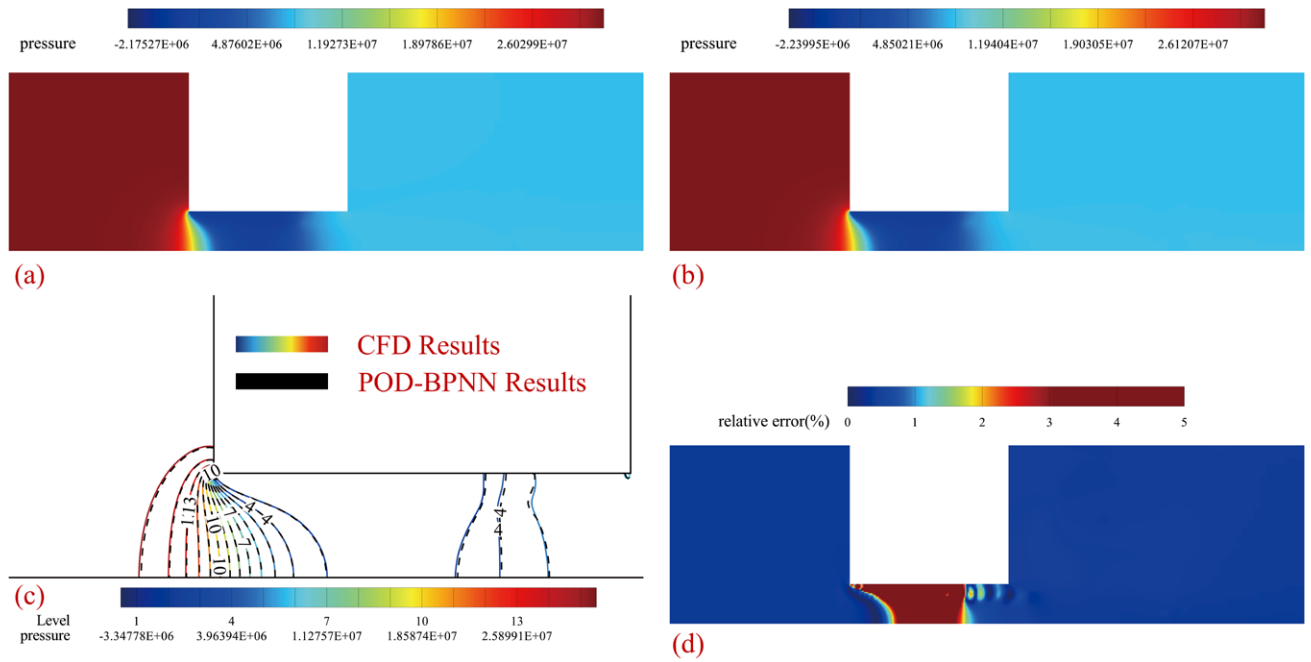 pressure -2.17527E+06 4.87602E+06 1.19273E+07 1.89786E+07 2.60299E+07
(a)
pressure -2.23995E+06 4.85021E+06 1.19404E+07 1.90305E+07 2.61207E+07
(b)
CFD Results
POD-BPNN Results
10
4
4
7
13
10
7
10
4
4
(c)
Level 1 4 7 10 13
pressure -3.34778E+06 3.96394E+06 1.12757E+07 1.85874E+07 2.58991E+07
relative error(%) 0 1 2 3 4 5
(d)